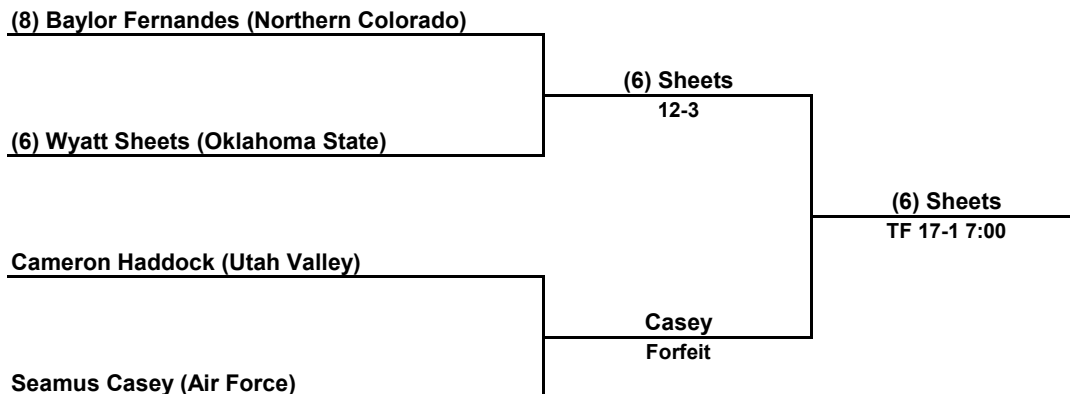 (8) Baylor Fernandes (Northern Colorado)
(6) Sheets
12-3
(6) Wyatt Sheets (Oklahoma State)
(6) Sheets
TF 17-1 7:00
Cameron Haddock (Utah Valley)
Casey
Forfeit
Seamus Casey (Air Force)